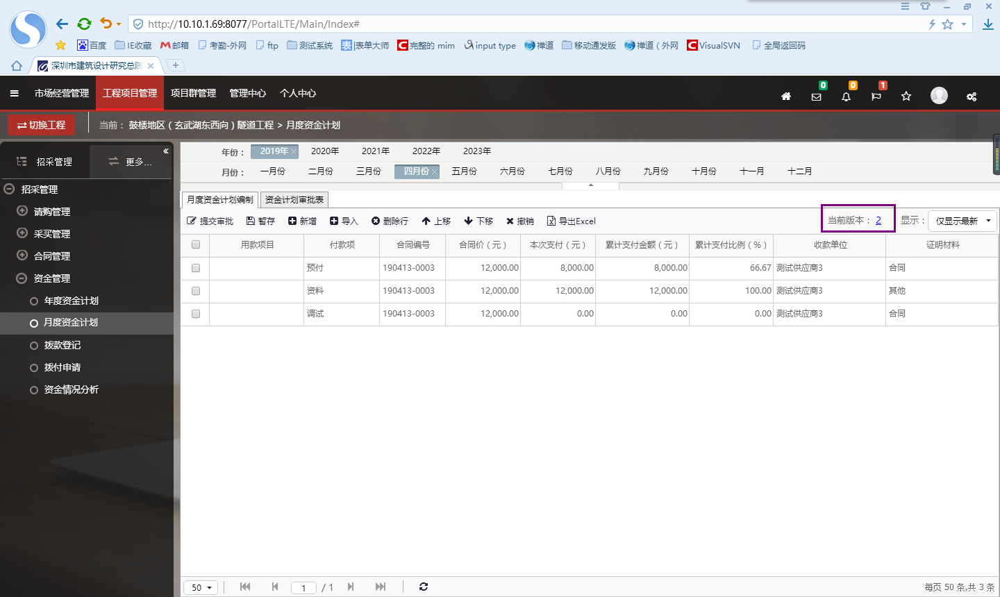 http://10.10.1.69:8077/PortalLTE/Main/Index#
百度 IE收藏 邮箱 考勤-外网 ftp 测试系统 表 |表单大师 完整的 mim input type 禅道 移动通发版 禅道（外网 VisualSVN 全局返回码
深圳市建筑设计研究总院
市场经营管理 工程项目管理 项目群管理 管理中心 个人中心 0 0 1
切换工程 当前： 鼓楼地区（玄武湖东西向）隧道工程 > 月度资金计划
招采管理 更多...
招采管理
请购管理
采买管理
合同管理
资金管理
年度资金计划
月度资金计划
拨款登记
拨付申请
资金情况分析
年份： 2019年 2020年 2021年 2022年 2023年
月份： 一月份 二月份 三月份 四月份 五月份 六月份 七月份 八月份 九月份 十月份 十一月 十二月
月度资金计划编制 资金计划审批表
提交审批 暂存 新增 导入 删除行 上移 下移 撤销 导出Excel 当前版本： 2 显示： 仅显示最新
用款项目 付款项 合同编号 合同价（元） 本次支付（元） 累计支付金额（元） 累计支付比例（%） 收款单位 证明材料
预付 190413-0003 12,000.00 8,000.00 8,000.00 66.67 测试供应商3 合同
资料 190413-0003 12,000.00 12,000.00 12,000.00 100.00 测试供应商3 其他
调试 190413-0003 12,000.00 0.00 0.00 0.00 测试供应商3 合同
50 1 / 1 每页 50 条,共 3 条